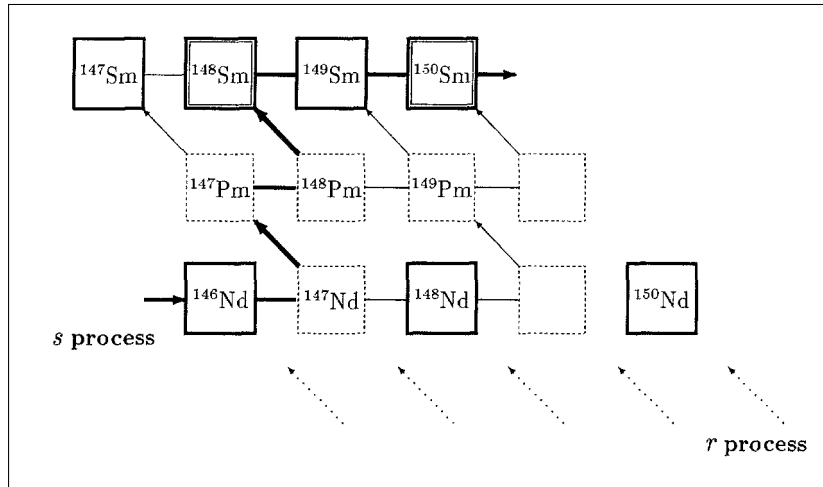 ¹⁴⁷Sm ¹⁴⁸Sm ¹⁴⁹Sm ¹⁵⁰Sm
¹⁴⁷Pm ¹⁴⁸Pm ¹⁴⁹Pm
¹⁴⁶Nd ¹⁴⁷Nd ¹⁴⁸Nd ¹⁵⁰Nd
s process
r process